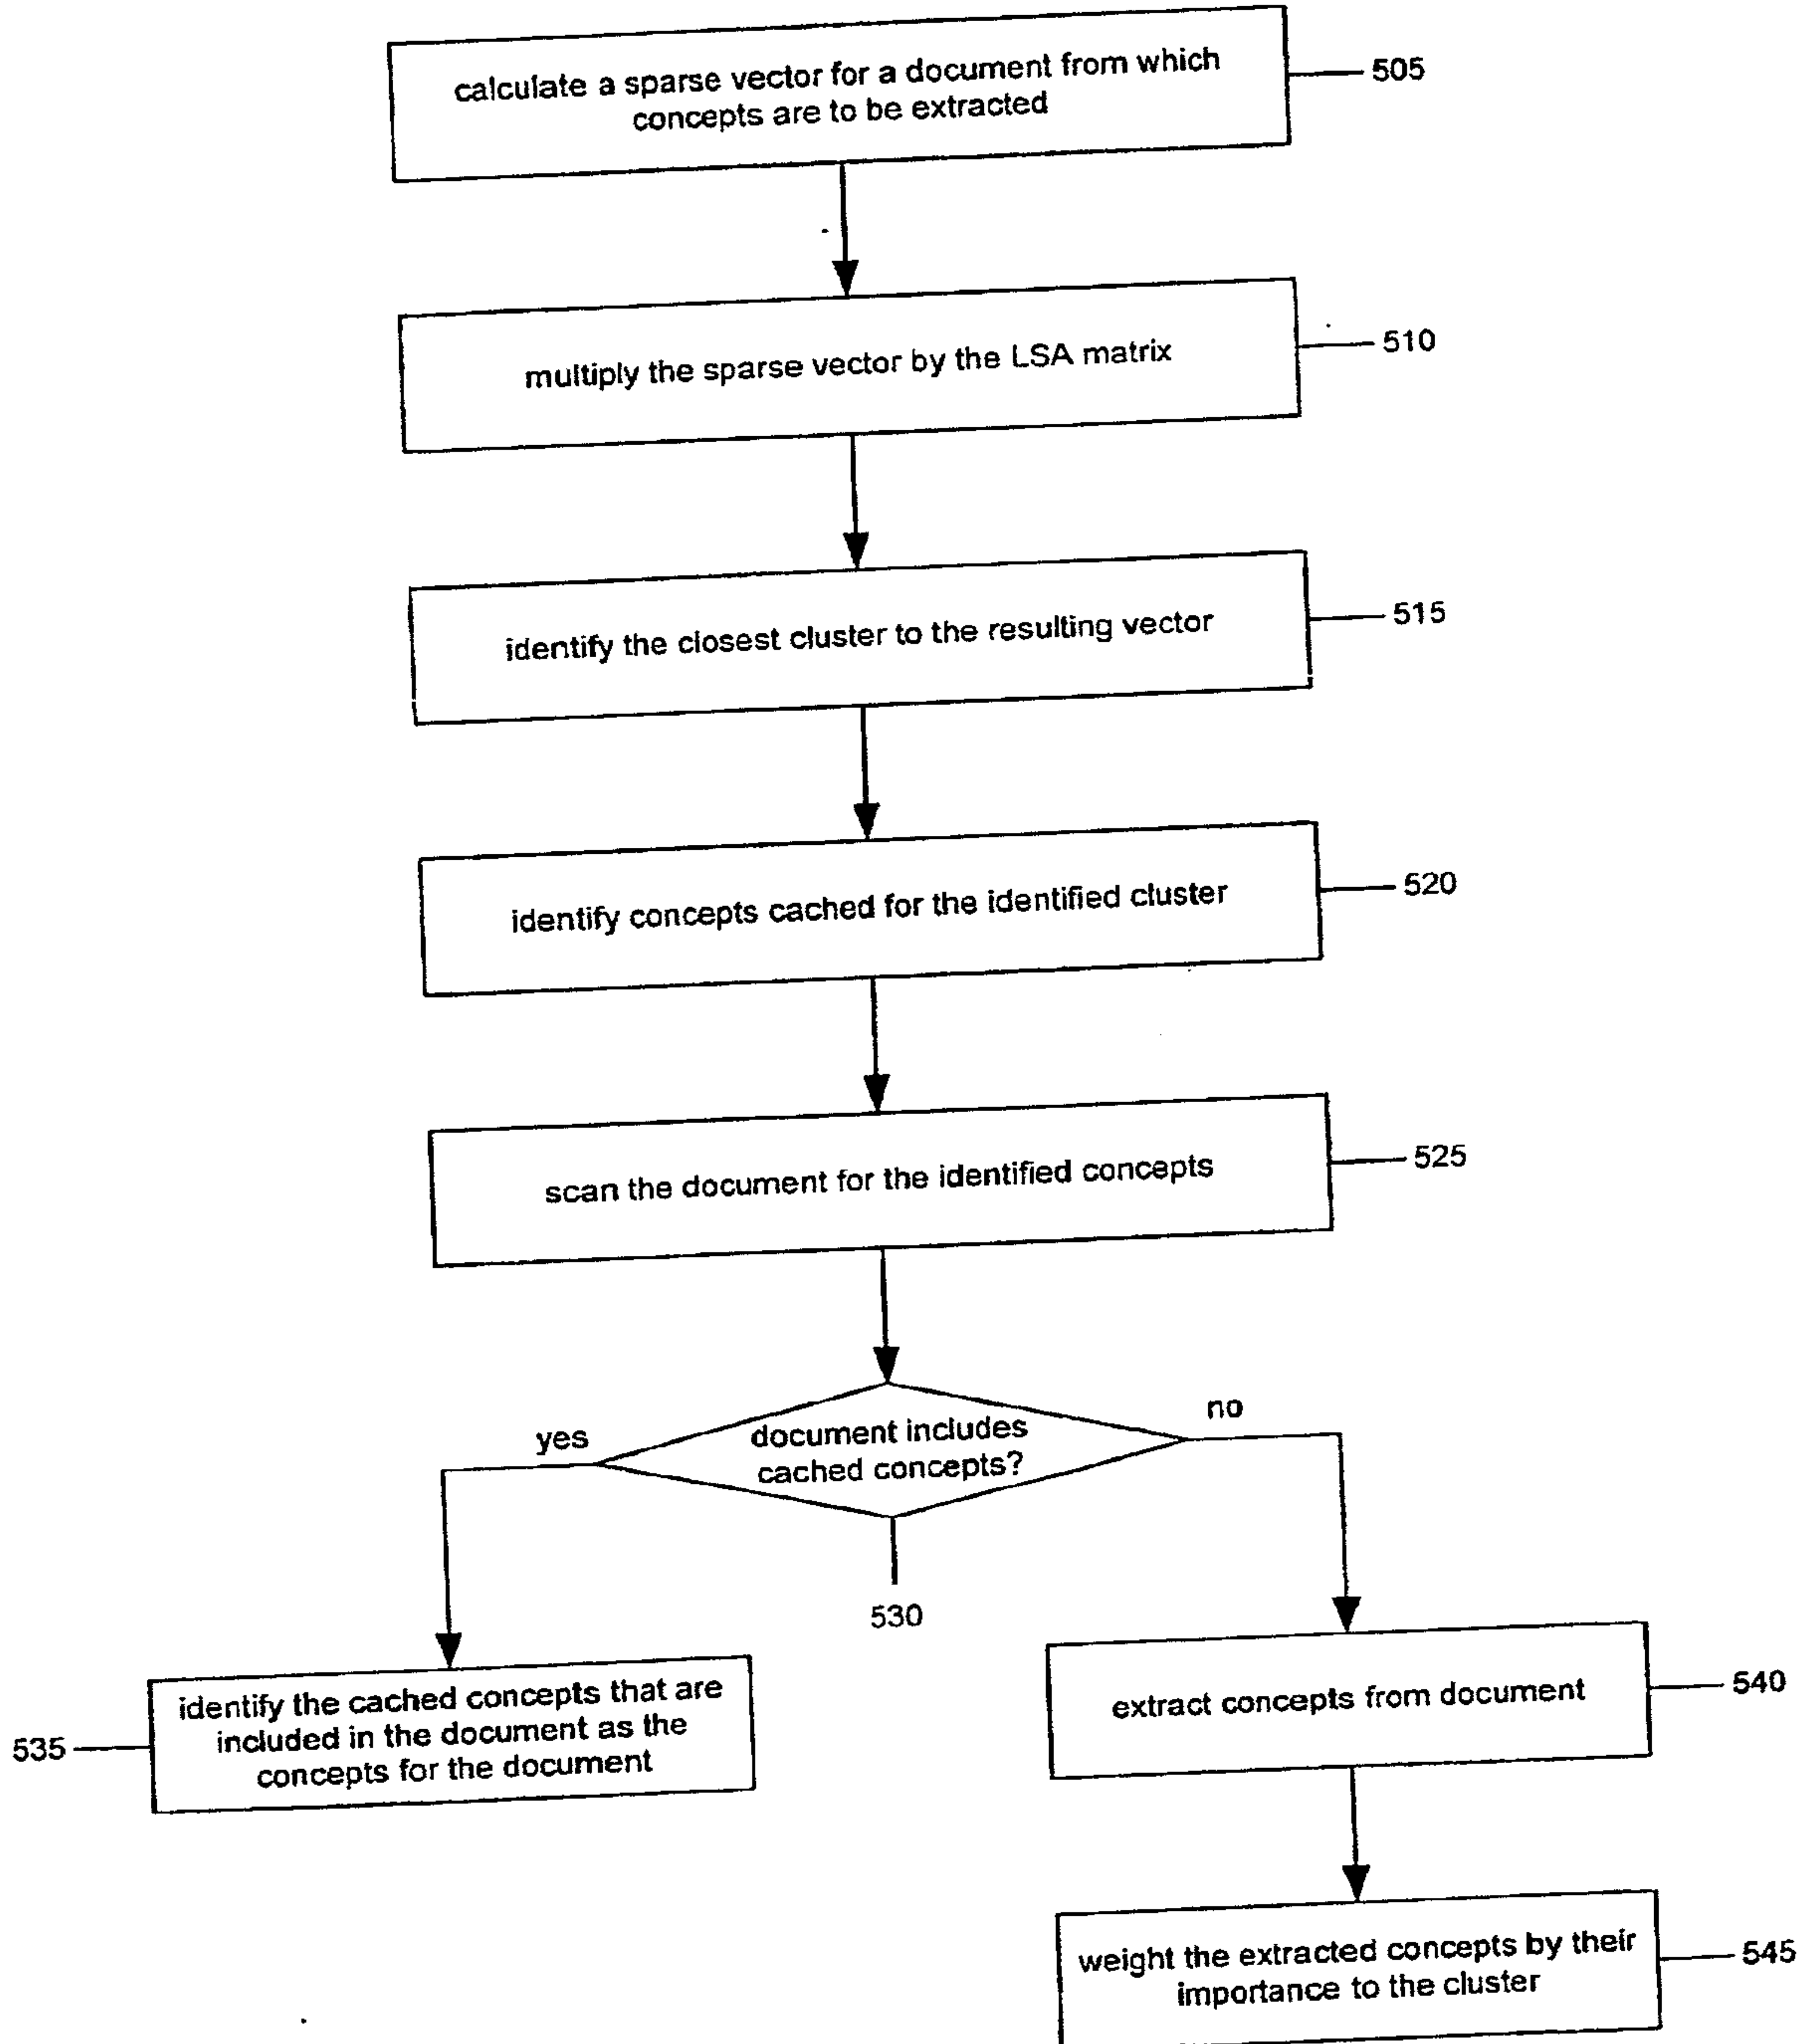 calculate a sparse vector for a document from which
concepts are to be extracted
505
multiply the sparse vector by the LSA matrix
510
identify the closest cluster to the resulting vector
515
identify concepts cached for the identified cluster
520
scan the document for the identified concepts
525
document includes
cached concepts?
yes
no
530
identify the cached concepts that are
included in the document as the
concepts for the document
535
extract concepts from document
540
weight the extracted concepts by their
importance to the cluster
545